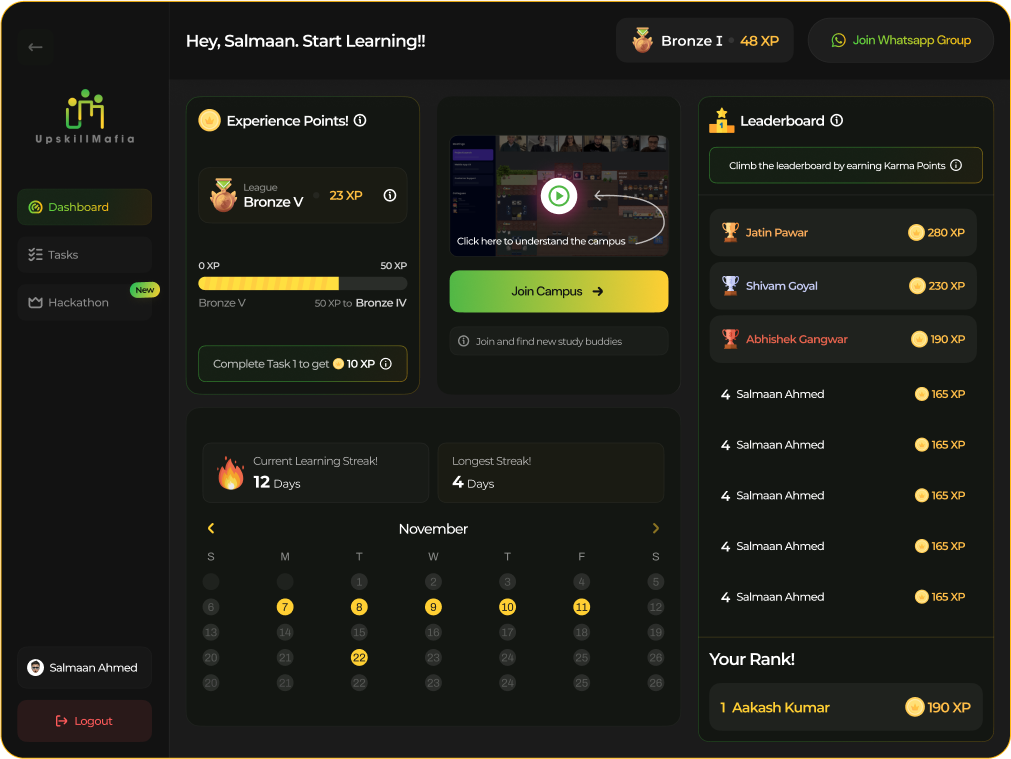 Hey, Salmaan. Start Learning!!
Bronze I 48 XP
Join Whatsapp Group
UpskillMafia
Dashboard
Tasks
Hackathon
New
Salmaan Ahmed
Logout
Experience Points!
League
Bronze V
23 XP
0 XP 50 XP
Bronze V 50 XP to Bronze IV
Complete Task 1 to get 10 XP
Click here to understand the campus
Join Campus →
Join and find new study buddies
Current Learning Streak!
12 Days
Longest Streak!
4 Days
November
S M T W T F S
1 2 3 4 5
6 7 8 9 10 11 12
13 14 15 16 17 18 19
20 21 22 23 24 25 26
20 21 22 23 24 25 26
1
Leaderboard
Climb the leaderboard by earning Karma Points
Jatin Pawar 280 XP
Shivam Goyal 230 XP
Abhishek Gangwar 190 XP
4 Salmaan Ahmed 165 XP
4 Salmaan Ahmed 165 XP
4 Salmaan Ahmed 165 XP
4 Salmaan Ahmed 165 XP
4 Salmaan Ahmed 165 XP
Your Rank!
1 Aakash Kumar 190 XP